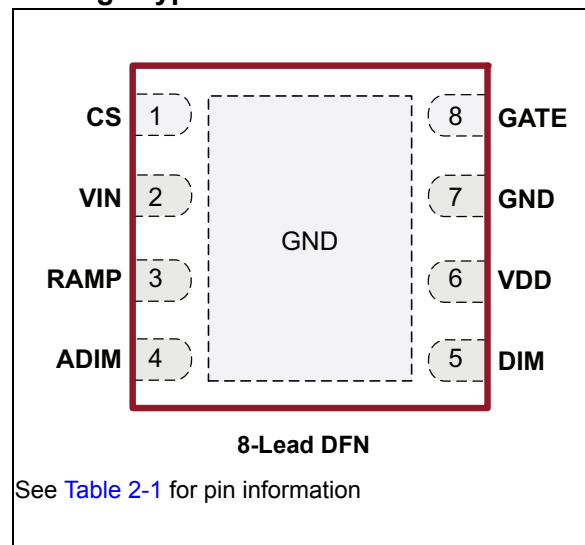 CS 1 8 GATE
VIN 2 7 GND
GND
RAMP 3 6 VDD
ADIM 4 5 DIM
8-Lead DFN
See Table 2-1 for pin information